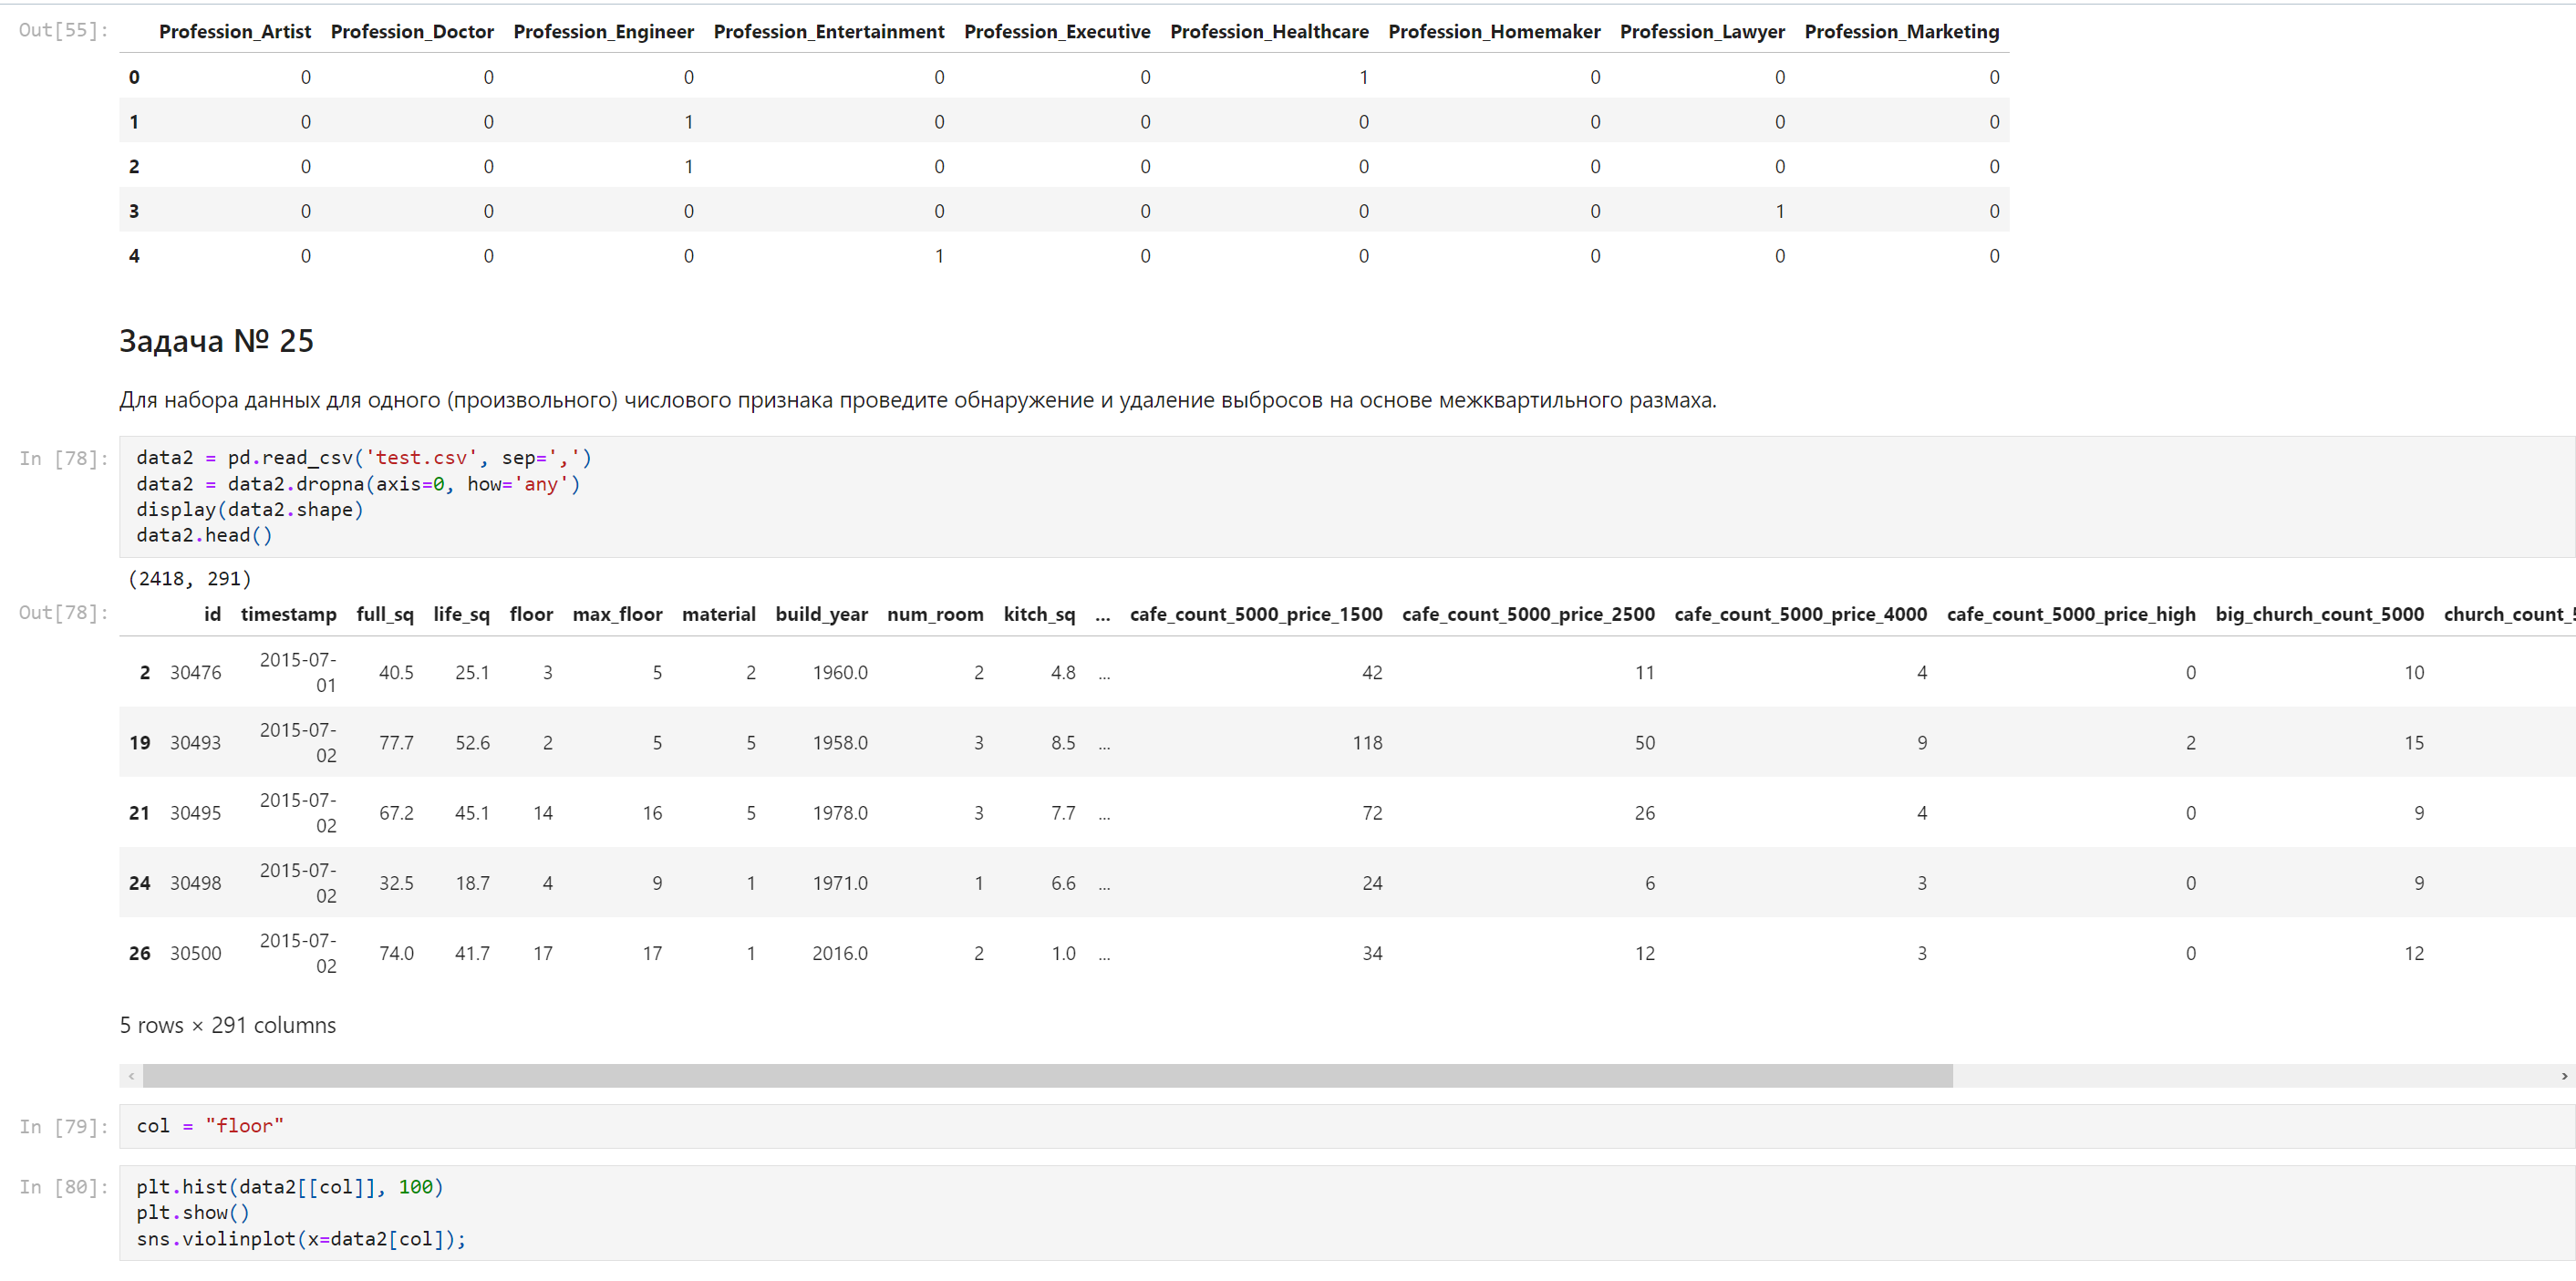 Out[55]:
Profession_Artist Profession_Doctor Profession_Engineer Profession_Entertainment Profession_Executive Profession_Healthcare Profession_Homemaker Profession_Lawyer Profession_Marketing
0 0 0 0 0 0 1 0 0 0
1 0 0 1 0 0 0 0 0 0
2 0 0 1 0 0 0 0 0 0
3 0 0 0 0 0 0 0 1 0
4 0 0 0 1 0 0 0 0 0
Задача № 25
Для набора данных для одного (произвольного) числового признака проведите обнаружение и удаление выбросов на основе межквартильного размаха.
In [78]:
data2 = pd.read_csv('test.csv', sep=',')
data2 = data2.dropna(axis=0, how='any')
display(data2.shape)
data2.head()
(2418, 291)
Out[78]:
id timestamp full_sq life_sq floor max_floor material build_year num_room kitch_sq ... cafe_count_5000_price_1500 cafe_count_5000_price_2500 cafe_count_5000_price_4000 cafe_count_5000_price_high big_church_count_5000 church_count_5
2 30476 2015-07-01 40.5 25.1 3 5 2 1960.0 2 4.8 ... 42 11 4 0 10
19 30493 2015-07-02 77.7 52.6 2 5 5 1958.0 3 8.5 ... 118 50 9 2 15
21 30495 2015-07-02 67.2 45.1 14 16 5 1978.0 3 7.7 ... 72 26 4 0 9
24 30498 2015-07-02 32.5 18.7 4 9 1 1971.0 1 6.6 ... 24 6 3 0 9
26 30500 2015-07-02 74.0 41.7 17 17 1 2016.0 2 1.0 ... 34 12 3 0 12
5 rows × 291 columns
In [79]:
col = "floor"
In [80]:
plt.hist(data2[[col]], 100)
plt.show()
sns.violinplot(x=data2[col]);